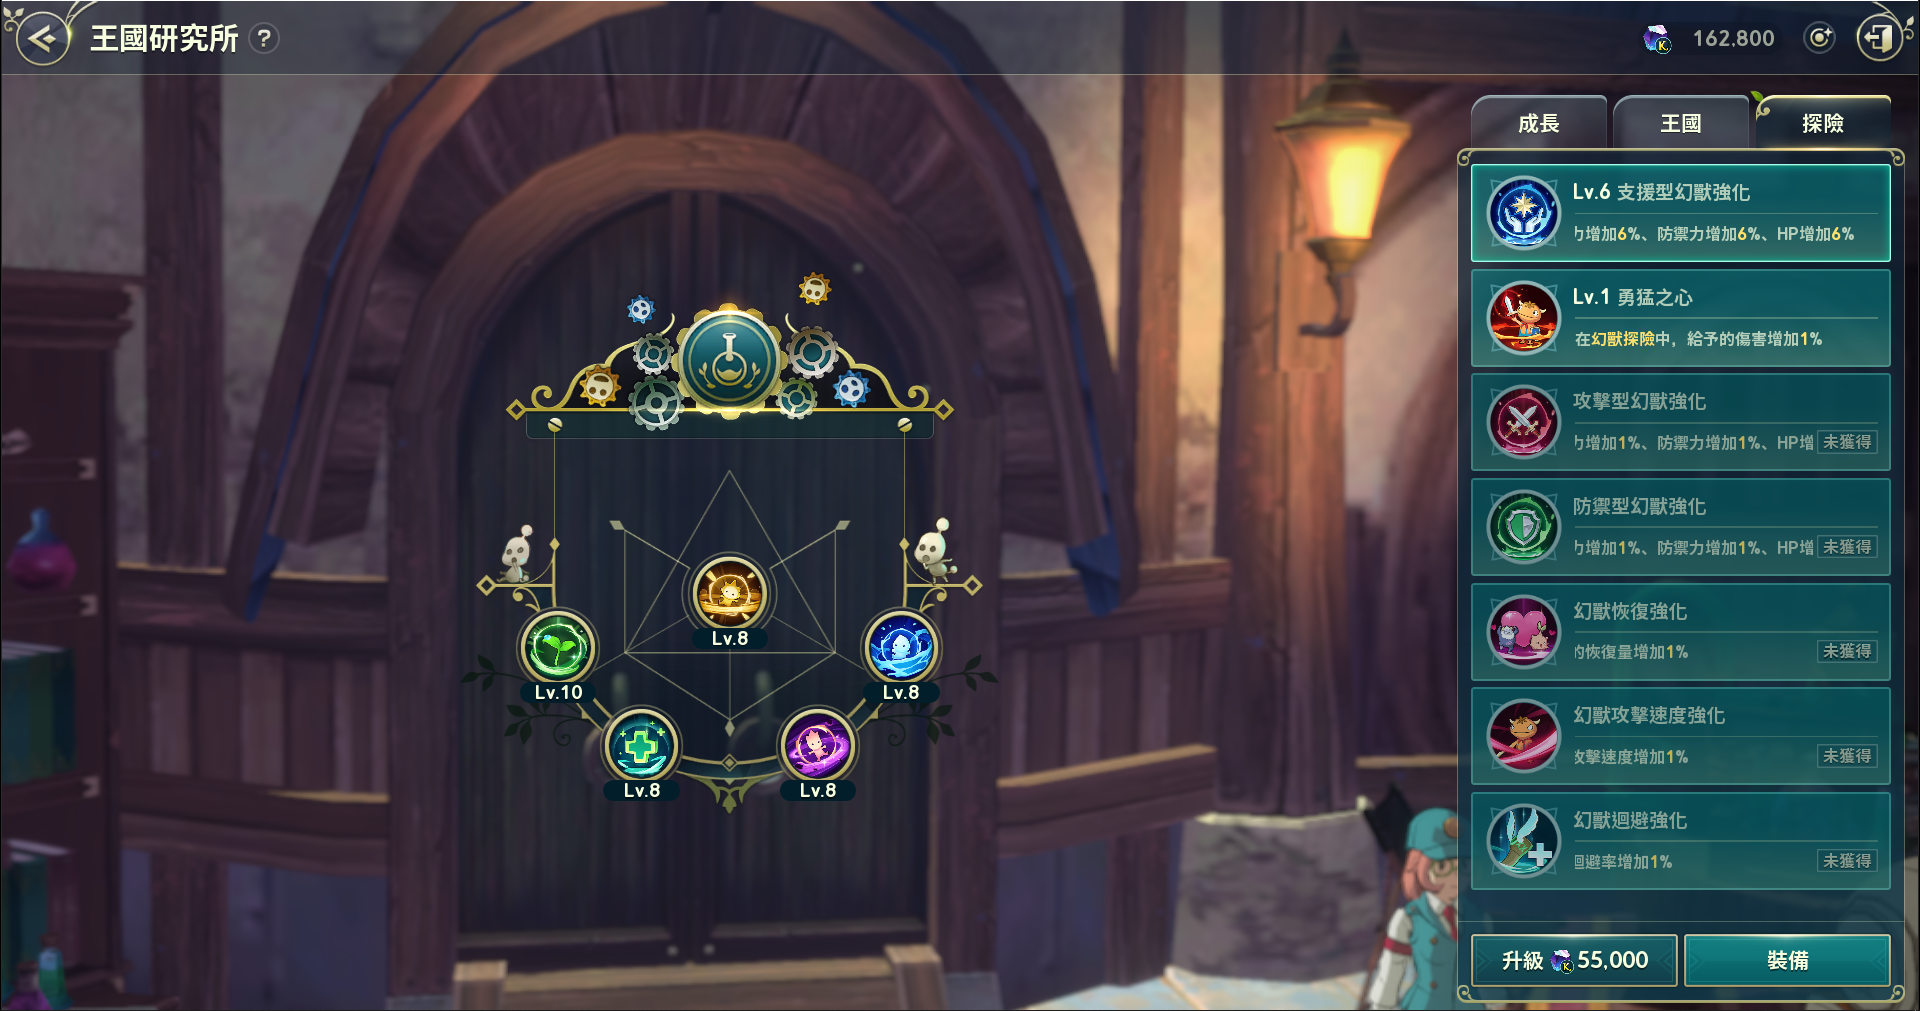 王國研究所 ?
162,800
成長 王國 探險
Lv.6 支援型幻獸強化
力增加6%、防禦力增加6%、HP增加6%
Lv.1 勇猛之心
在幻獸探險中, 給予的傷害增加1%
攻擊型幻獸強化
力增加1%、防禦力增加1%、HP增 未獲得
防禦型幻獸強化
力增加1%、防禦力增加1%、HP增 未獲得
幻獸恢復強化
的恢復量增加1% 未獲得
幻獸攻擊速度強化
攻擊速度增加1% 未獲得
幻獸迴避強化
迴避率增加1% 未獲得
升級 K 55,000
裝備
Lv.8
Lv.10
Lv.8
Lv.8
Lv.8